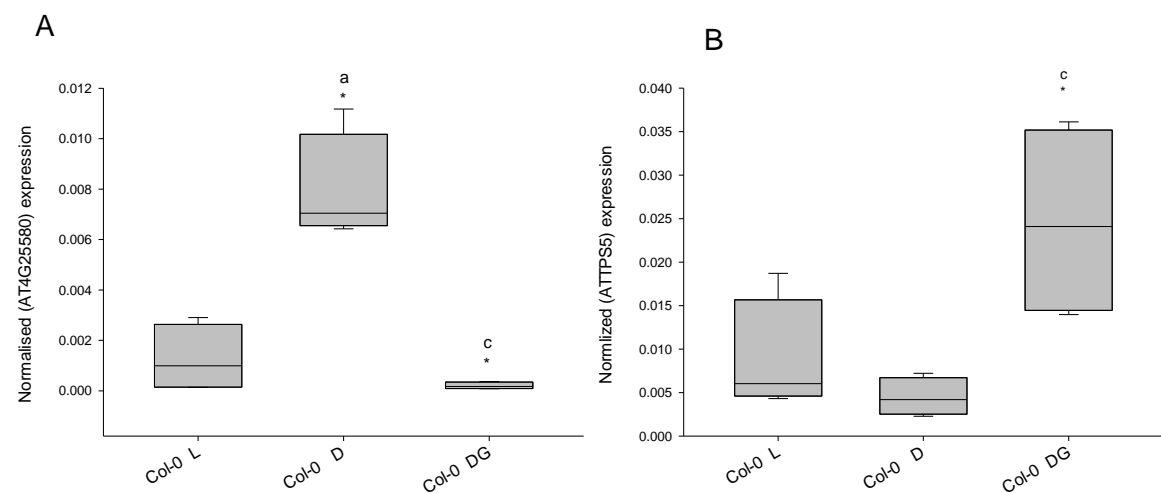 A
Normalised (AT4G25580) expression
0.012
0.010
0.008
0.006
0.004
0.002
0.000
a
*
c
*
Col-0 L
Col-0 D
Col-0 DG
B
Normlized (ATTPS5) expression
0.040
0.035
0.030
0.025
0.020
0.015
0.010
0.005
0.000
c
*
Col-0 L
Col-0 D
Col-0 DG